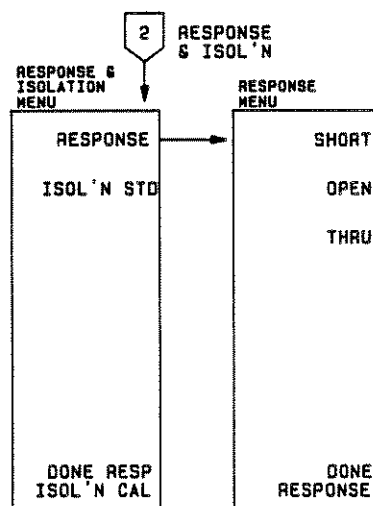 2
RESPONSE
& ISOL'N
RESPONSE &
ISOLATION
MENU
RESPONSE
ISOL'N STD
DONE RESP
ISOL'N CAL
RESPONSE
MENU
SHORT
OPEN
THRU
DONE
RESPONSE